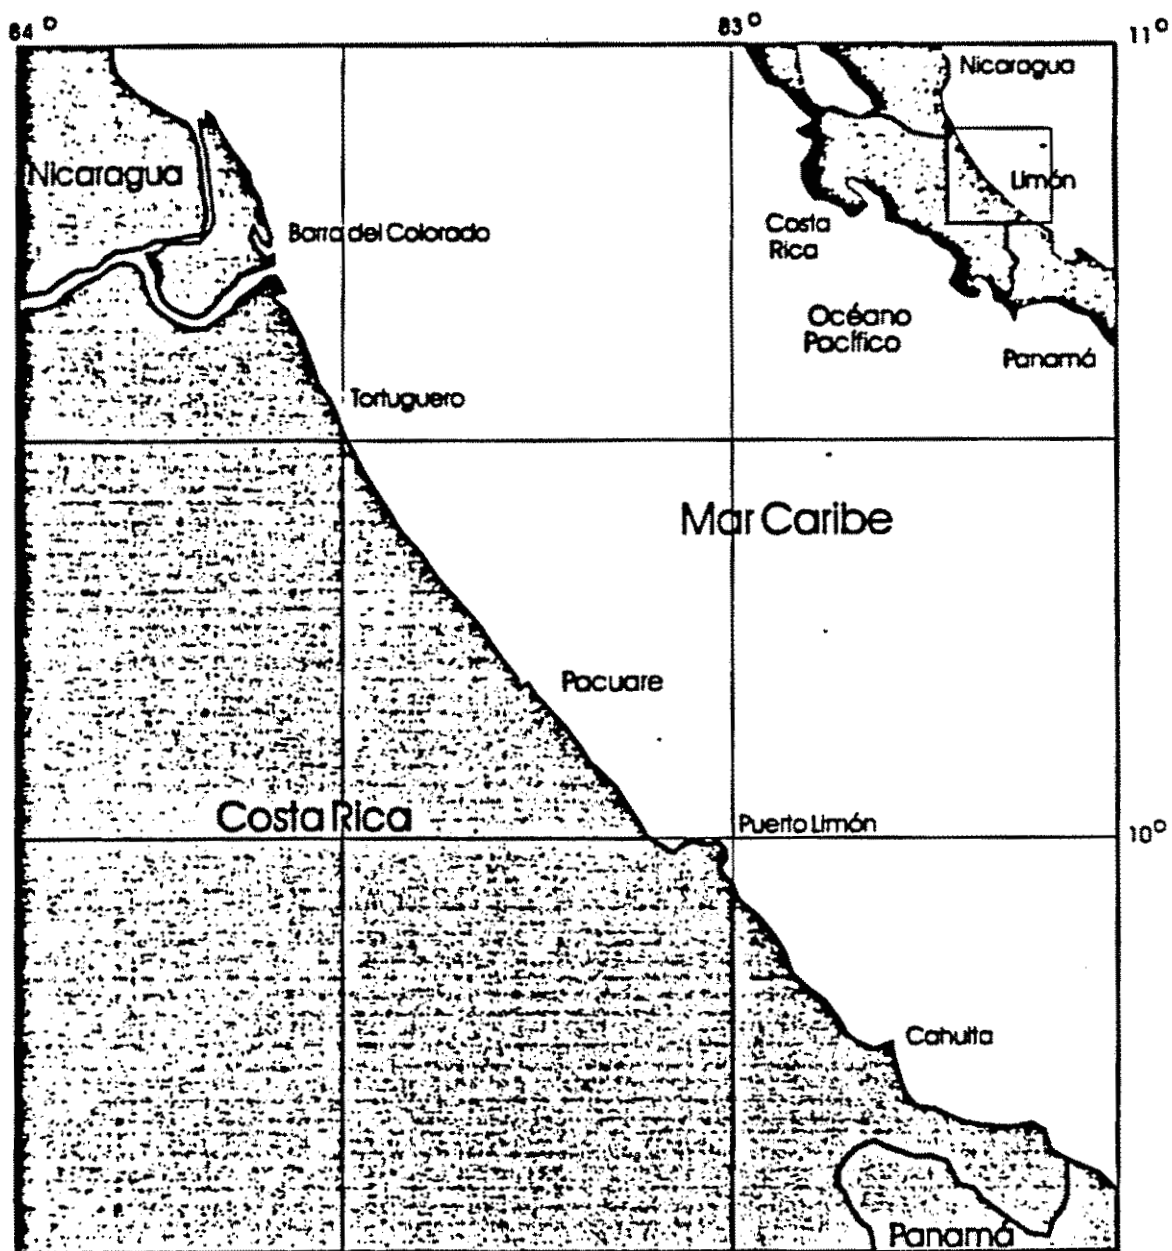 84°
83°
11°
Nicaragua
Limón
Costa
Rica
Océano
Pacífico
Panamá
Nicaragua
Barra del Colorado
Tortuguero
Mar Caribe
Pacuare
Costa Rica
Puerto Limón
10°
Cahuita
Panamá